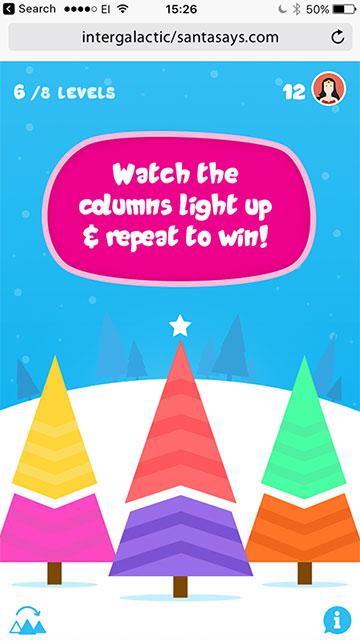 Search ●●●●○ EI 15:26 50%
intergalactic/santasays.com
6 /8 LEVELS 12
Watch the
columns light up
& repeat to win!
i